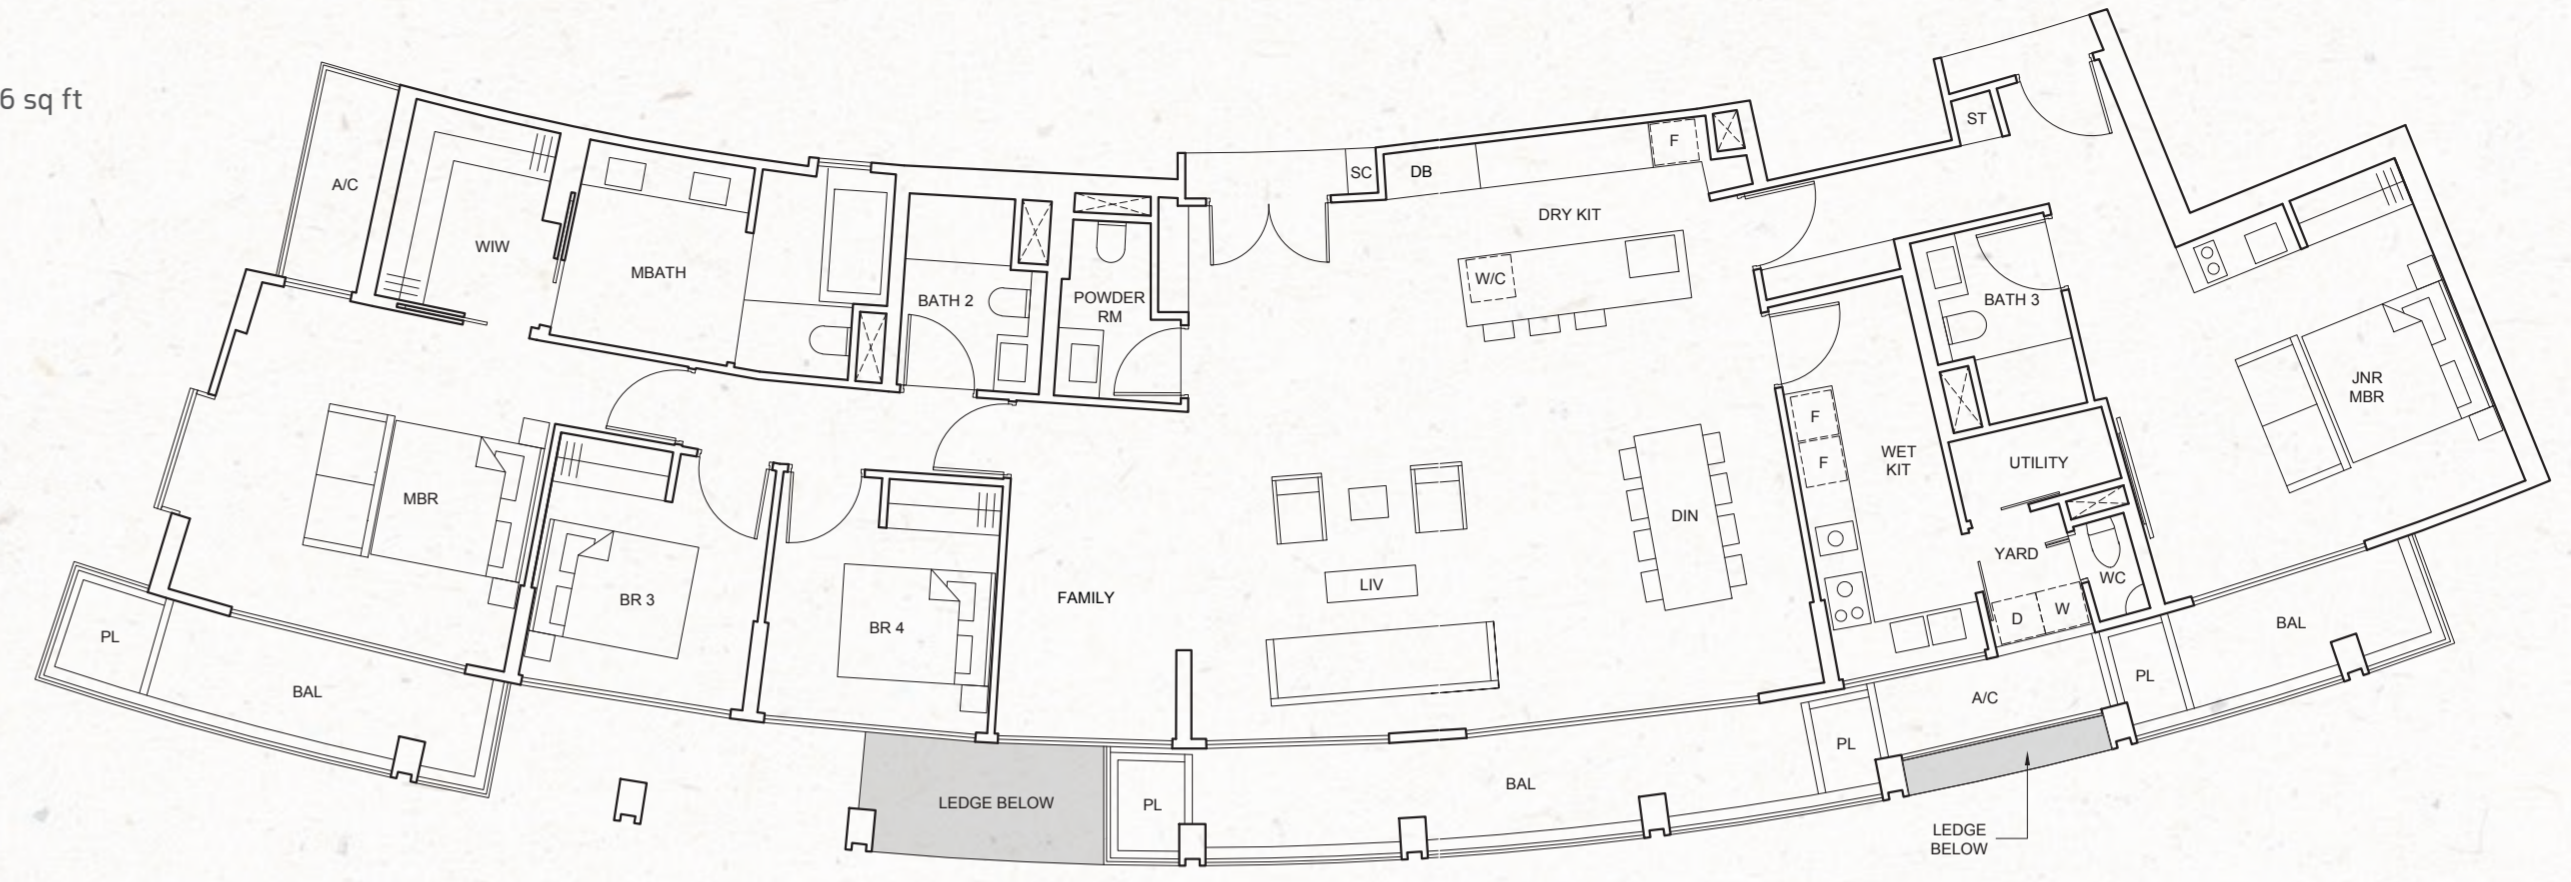 6 sq ft
A/C
WIW
MBATH
BATH 2
POWDER
RM
SC
DB
F
DRY KIT
W/C
ST
BATH 3
JNR
MBR
F
F
WET
KIT
UTILITY
YARD
WC
D
W
MBR
BR 3
BR 4
FAMILY
LIV
DIN
PL
BAL
LEDGE BELOW
PL
BAL
PL
A/C
PL
BAL
LEDGE
BELOW